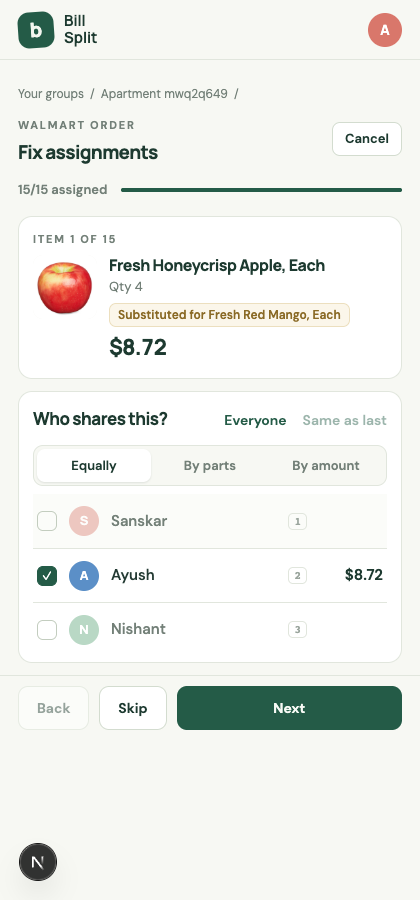 b
Bill
Split
A
Your groups / Apartment mwq2q649 /
WALMART ORDER
Fix assignments
Cancel
15/15 assigned
ITEM 1 OF 15
Fresh Honeycrisp Apple, Each
Qty 4
Substituted for Fresh Red Mango, Each
$8.72
Who shares this?
Everyone
Same as last
Equally
By parts
By amount
S
Sanskar
1
A
Ayush
2
$8.72
N
Nishant
3
Back
Skip
Next
N